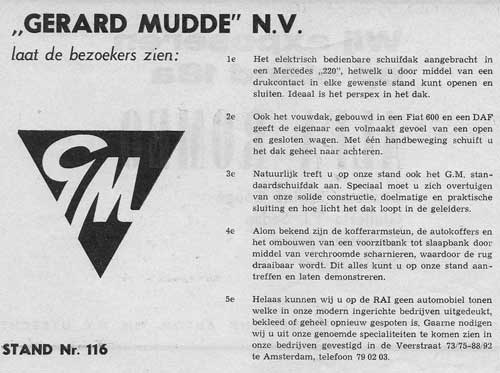 „GERARD MUDDE” N.V.
laat de bezoekers zien:
1e Het elektrisch bedienbare schuifdak aangebracht in
een Mercedes „220”, hetwelk u door middel van een
drukcontact in elke gewenste stand kunt openen en
sluiten. Ideaal is het perspex in het dak.
2e Ook het vouwdak, gebouwd in een Fiat 600 en een DAF
geeft de eigenaar een volmaakt gevoel van een open
en gesloten wagen. Met één handbeweging schuift u
het dak geheel naar achteren.
3e Natuurlijk treft u op onze stand ook het G.M. stan-
daardschuifdak aan. Speciaal moet u zich overtuigen
van onze solide constructie, doelmatige en praktische
sluiting en hoe licht het dak loopt in de geleiders.
4e Alom bekend zijn de kofferarmsteun, de autokoffers en
het ombouwen van een voorzitbank tot slaapbank door
middel van verchroomde scharnieren, waardoor de rug
draaibaar wordt. Dit alles kunt u op onze stand aan-
treffen en laten demonstreren.
5e Helaas kunnen wij u op de RAI geen automobiel tonen
welke in onze modern ingerichte bedrijven uitgedeukt,
bekleed of geheel opnieuw gespoten is. Gaarne nodigen
wij u uit onze genoemde specialiteiten te komen zien in
onze bedrijven gevestigd in de Veerstraat 73/75-88/92
te Amsterdam, telefoon 79 02 03.
GM
STAND Nr. 116